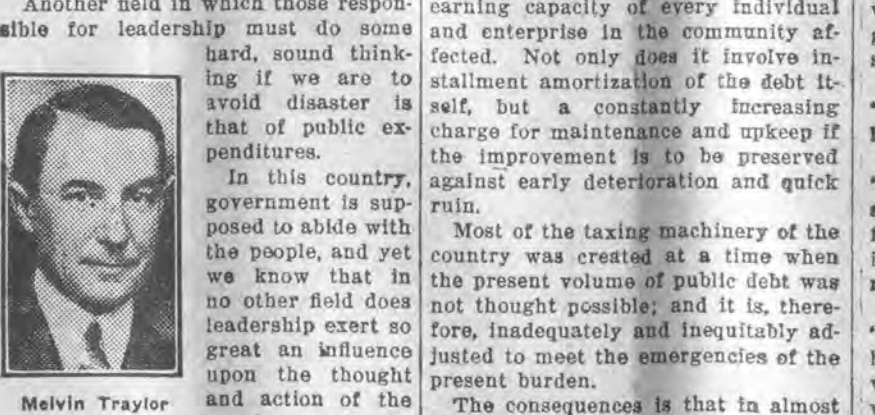 Another field in which those respon-
sible for leadership must do some
hard, sound think-
ing if we are to
avoid disaster is
that of public ex-
penditures.
In this country,
government is sup-
posed to abide with
the people, and yet
we know that in
no other field does
leadership exert so
great an influence
upon the thought
and action of the
Melvin Traylor
earning capacity of every individual
and enterprise in the community af-
fected. Not only does it involve in-
stallment amortization of the debt it-
self, but a constantly increasing
charge for maintenance and upkeep if
the improvement is to be preserved
against early deterioration and quick
ruin.
Most of the taxing machinery of the
country was created at a time when
the present volume of public debt was
not thought possible; and it is, there-
fore, inadequately and inequitably ad-
justed to meet the emergencies of the
present burden.
The consequences is that in almost